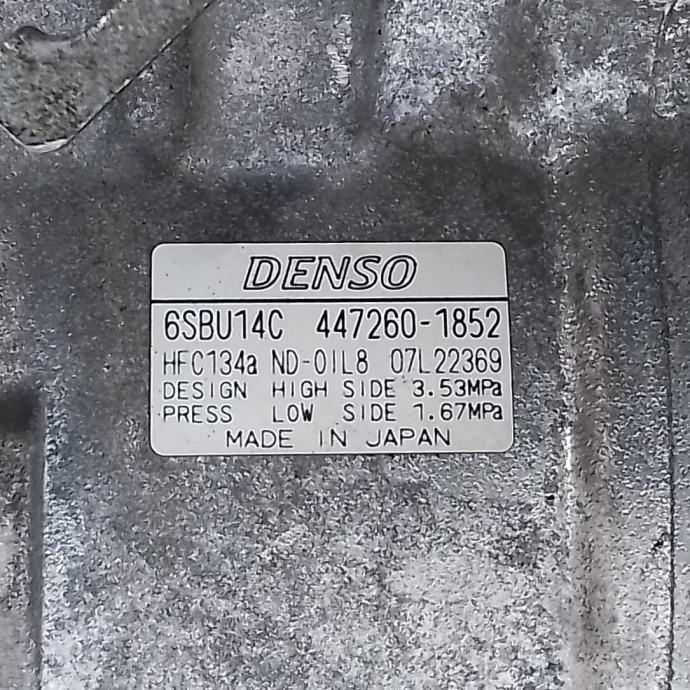 DENSO
6SBU14C 447260-1852
HFC134a ND-OIL8 07L22369
DESIGN HIGH SIDE 3.53MPa
PRESS LOW SIDE 1.67MPa
MADE IN JAPAN